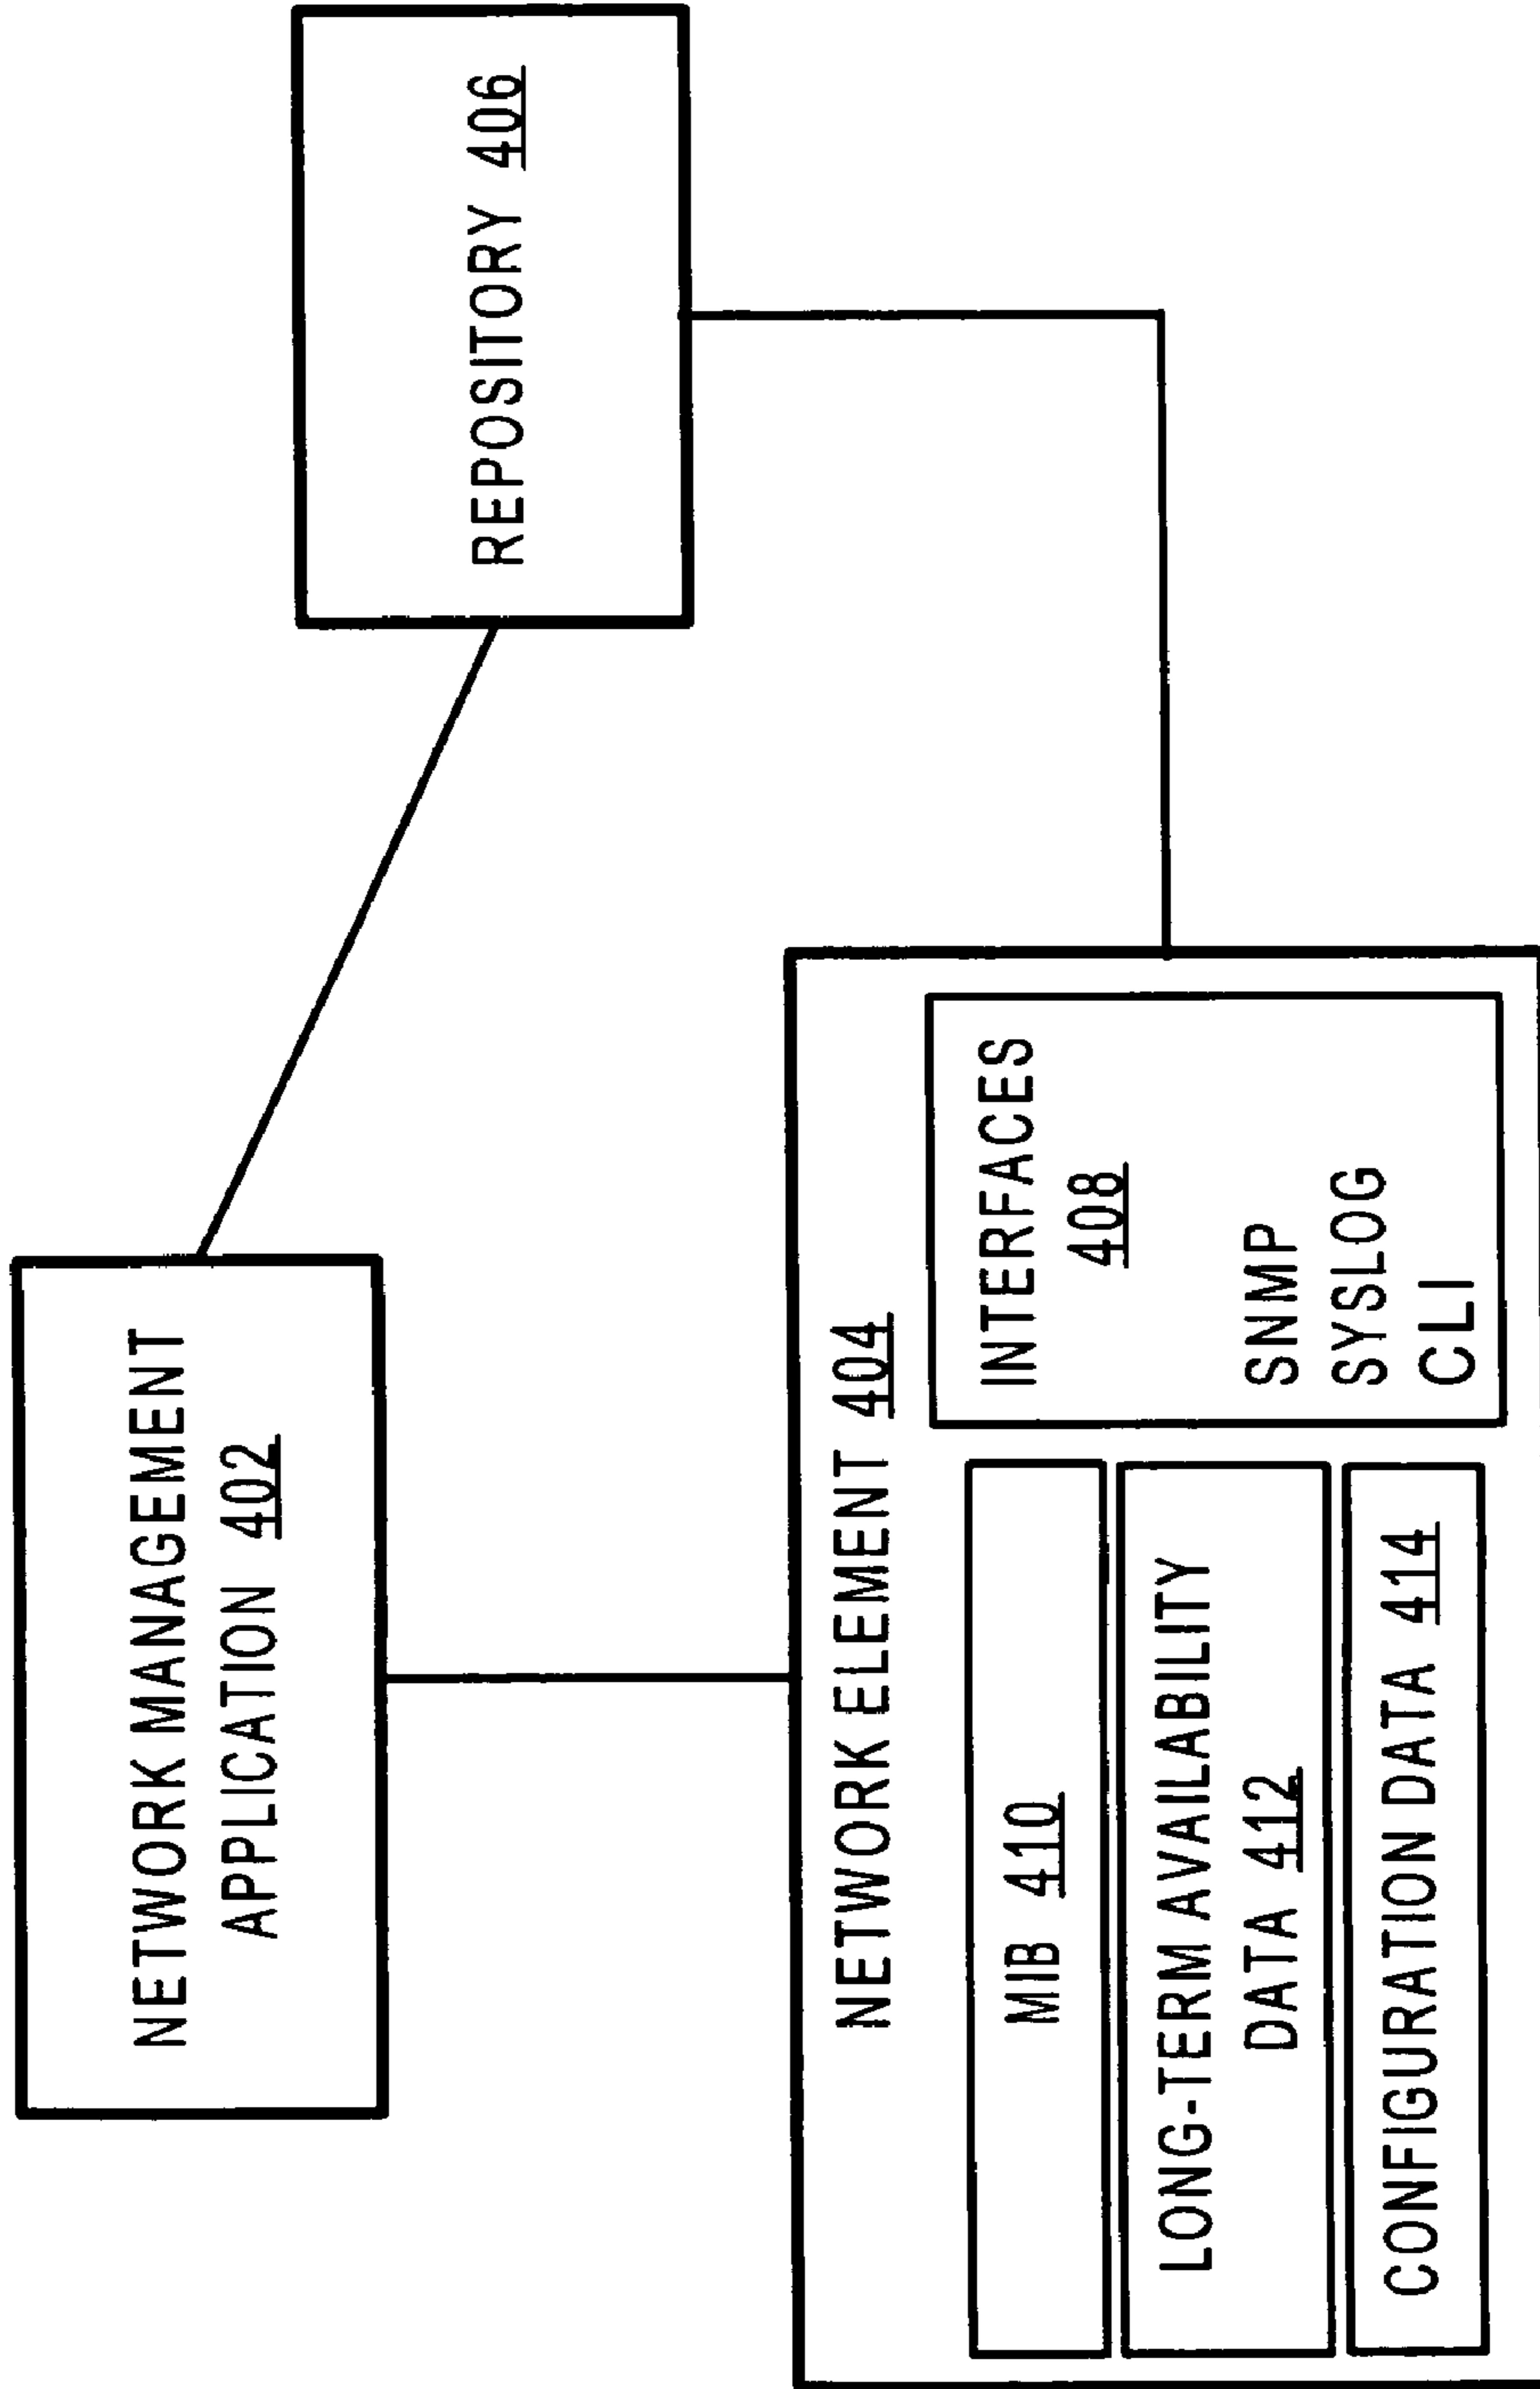 NETWORK MANAGEMENT
APPLICATION 402
REPOSITORY 406
NETWORK ELEMENT 404
MIB 410
LONG-TERM AVAILABILITY
DATA 412
CONFIGURATION DATA 414
INTERFACES
408
SNMP
SYSLOG
CLI